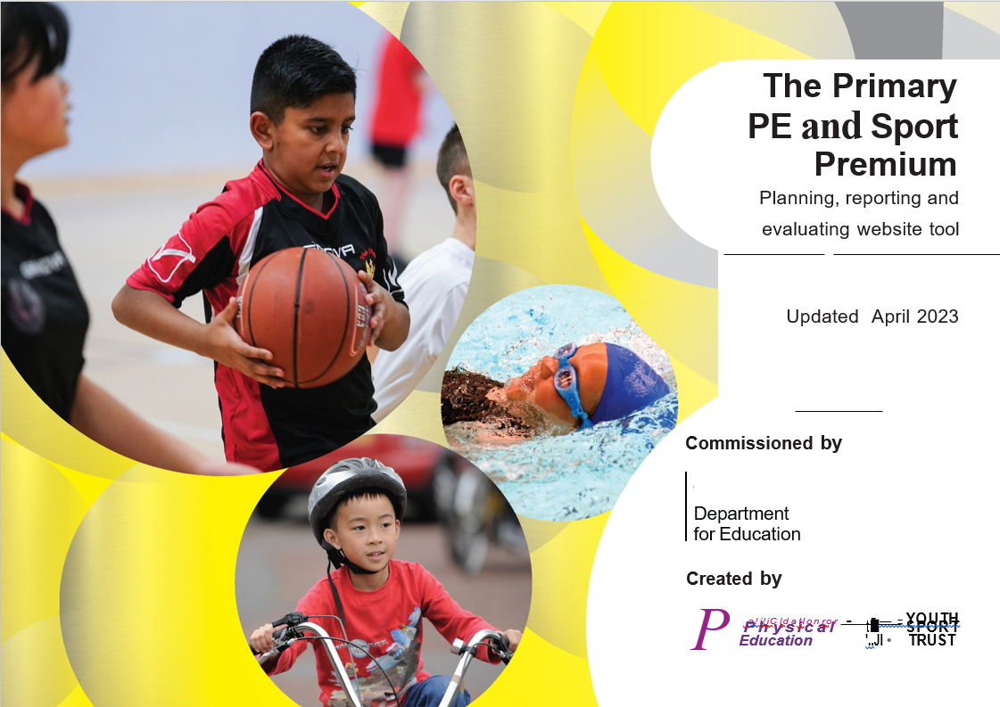 The Primary
PE and Sport
Premium
Planning, reporting and
evaluating website tool
Updated April 2023
Commissioned by
Department
for Education
Created by
P
Physical
Education
YOUTH
SPORT
TRUST